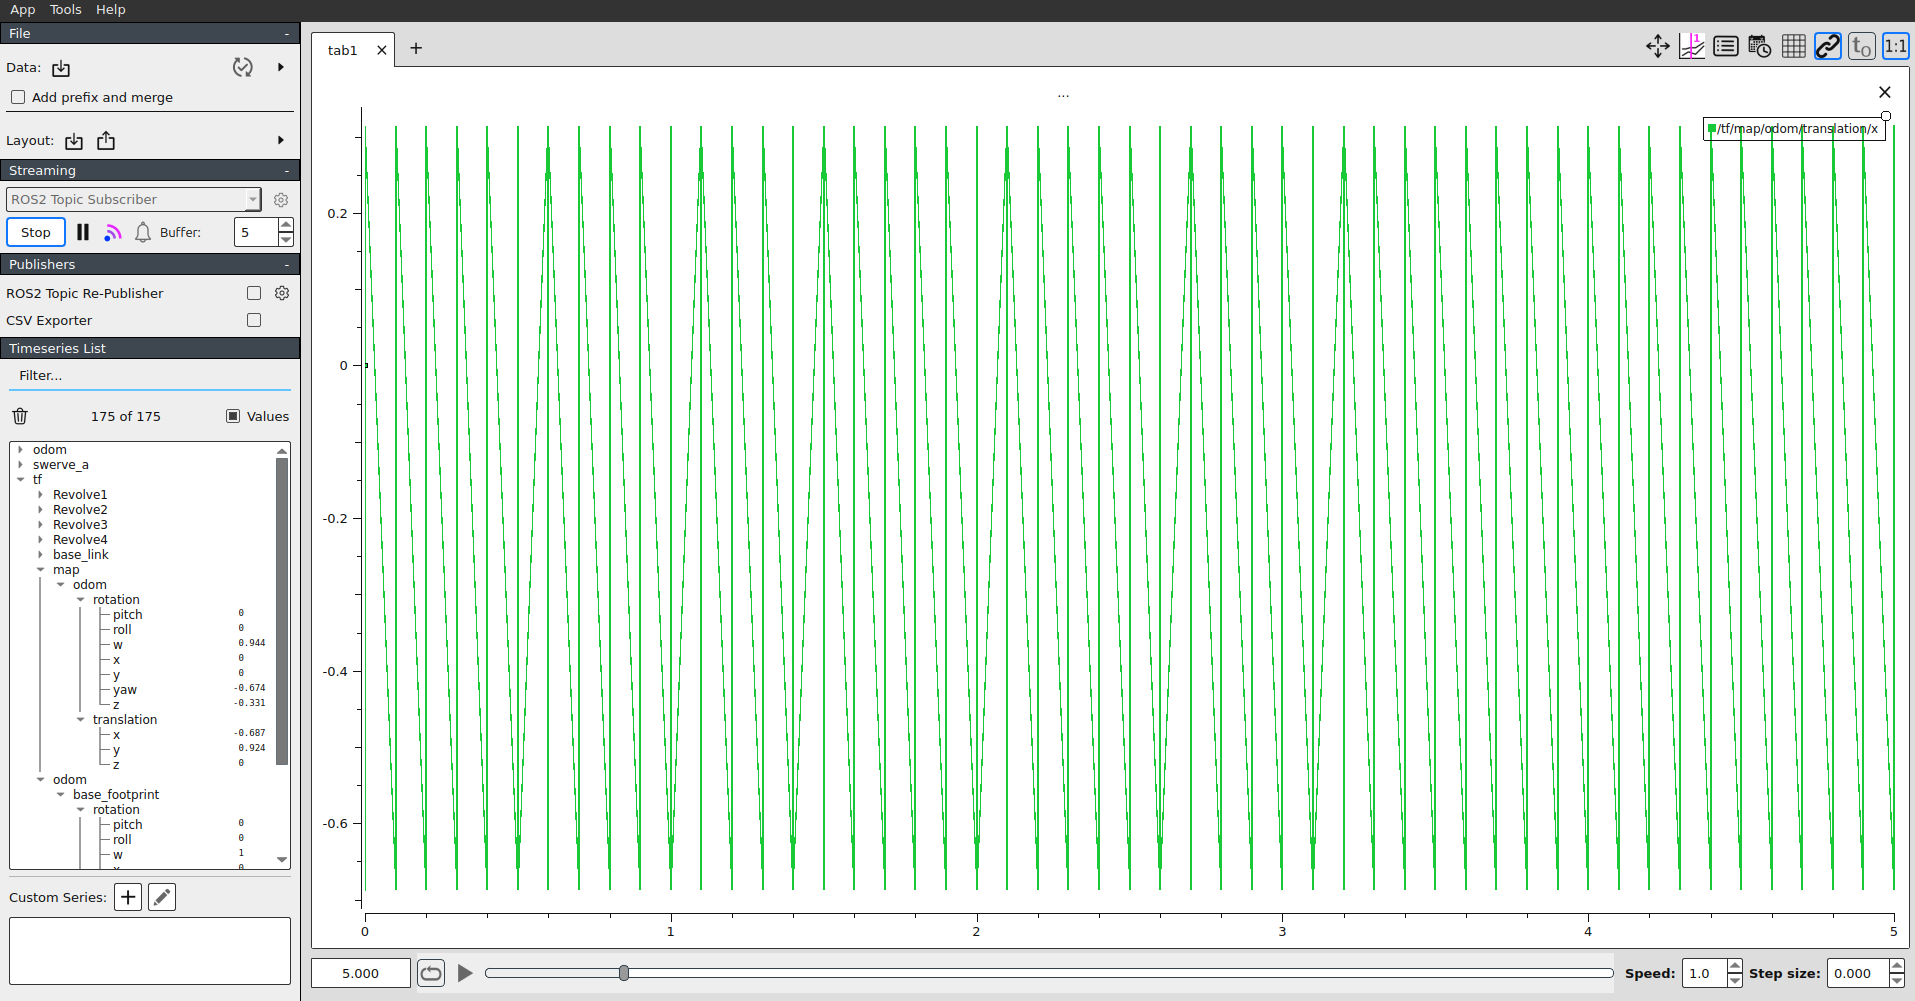 App Tools Help
File -
Data:
Add prefix and merge
Layout:
Streaming -
ROS2 Topic Subscriber
Stop Buffer: 5
Publishers -
ROS2 Topic Re-Publisher
CSV Exporter
Timeseries List
Filter...
175 of 175 Values
odom
swerve_a
tf
Revolve1
Revolve2
Revolve3
Revolve4
base_link
map
odom
rotation
pitch 0
roll 0
w 0.944
x 0
y 0
yaw -0.674
z -0.331
translation
x -0.687
y 0.924
z 0
odom
base_footprint
rotation
pitch 0
roll 0
w 1
Custom Series:
tab1
1
t0
1:1
...
/tf/map/odom/translation/x
0.2
0
-0.2
-0.4
-0.6
0 1 2 3 4 5
5.000 Speed: 1.0 Step size: 0.000